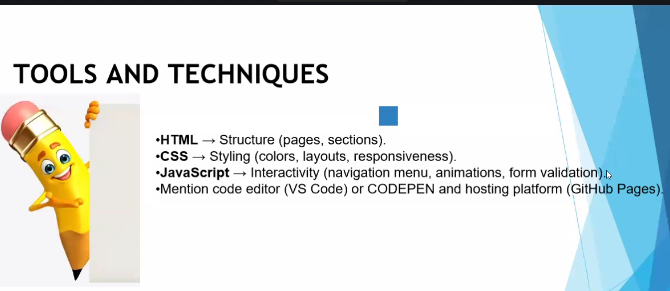 TOOLS AND TECHNIQUES
•HTML → Structure (pages, sections).
•CSS → Styling (colors, layouts, responsiveness).
•JavaScript → Interactivity (navigation menu, animations, form validation).
•Mention code editor (VS Code) or CODEPEN and hosting platform (GitHub Pages).